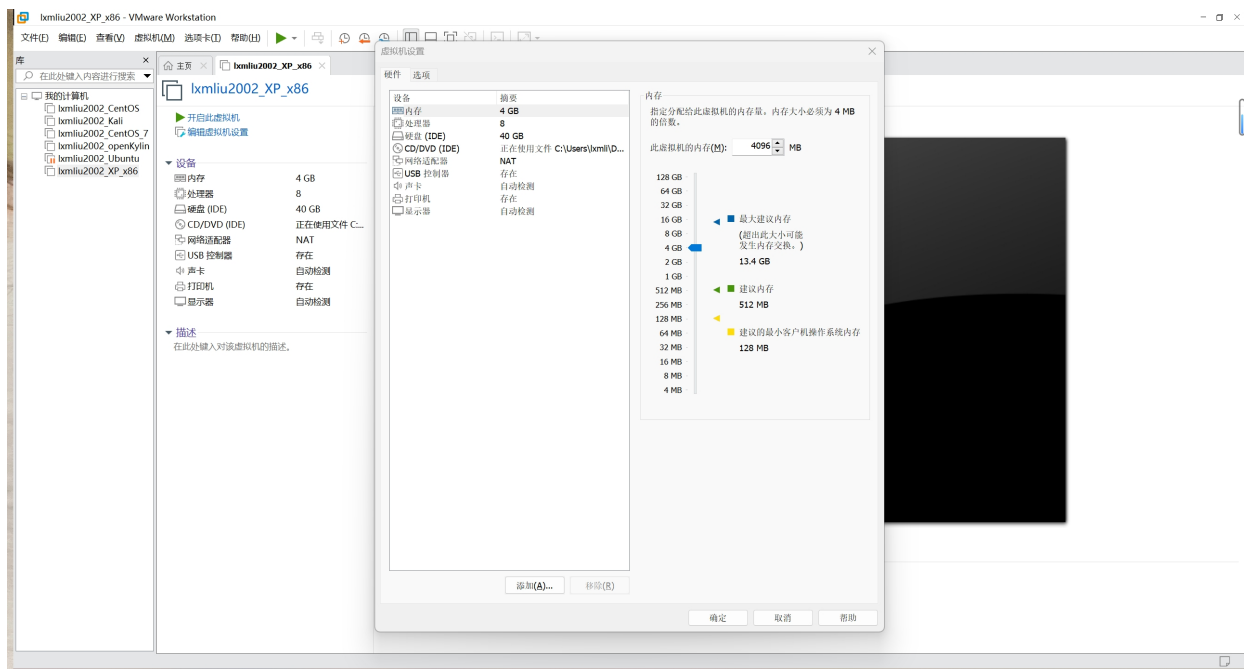 lxmliu2002_XP_x86 - VMware Workstation
文件(F) 编辑(E) 查看(V) 虚拟机(M) 选项卡(T) 帮助(H)
库
在此处键入内容进行搜索
我的计算机
lxmliu2002_CentOS
lxmliu2002_Kali
lxmliu2002_CentOS_7
lxmliu2002_openKylin
lxmliu2002_Ubuntu
lxmliu2002_XP_x86
主页
lxmliu2002_XP_x86
lxmliu2002_XP_x86
开启此虚拟机
编辑虚拟机设置
设备
内存 4 GB
处理器 8
硬盘 (IDE) 40 GB
CD/DVD (IDE) 正在使用文件 C:...
网络适配器 NAT
USB 控制器 存在
声卡 自动检测
打印机 存在
显示器 自动检测
描述
在此处键入对该虚拟机的描述。
虚拟机设置
硬件 选项
设备 摘要
内存 4 GB
处理器 8
硬盘 (IDE) 40 GB
CD/DVD (IDE) 正在使用文件 C:\Users\lxmli\D...
网络适配器 NAT
USB 控制器 存在
声卡 自动检测
打印机 存在
显示器 自动检测
添加(A)... 移除(R)
内存
指定分配给此虚拟机的内存量。内存大小必须为 4 MB
的倍数。
此虚拟机的内存(M): 4096 MB
128 GB
64 GB
32 GB
16 GB
8 GB
4 GB
2 GB
1 GB
512 MB
256 MB
128 MB
64 MB
32 MB
16 MB
8 MB
4 MB
最大建议内存
(超出此大小可能
发生内存交换。)
13.4 GB
建议内存
512 MB
建议的最小客户机操作系统内存
128 MB
确定 取消 帮助